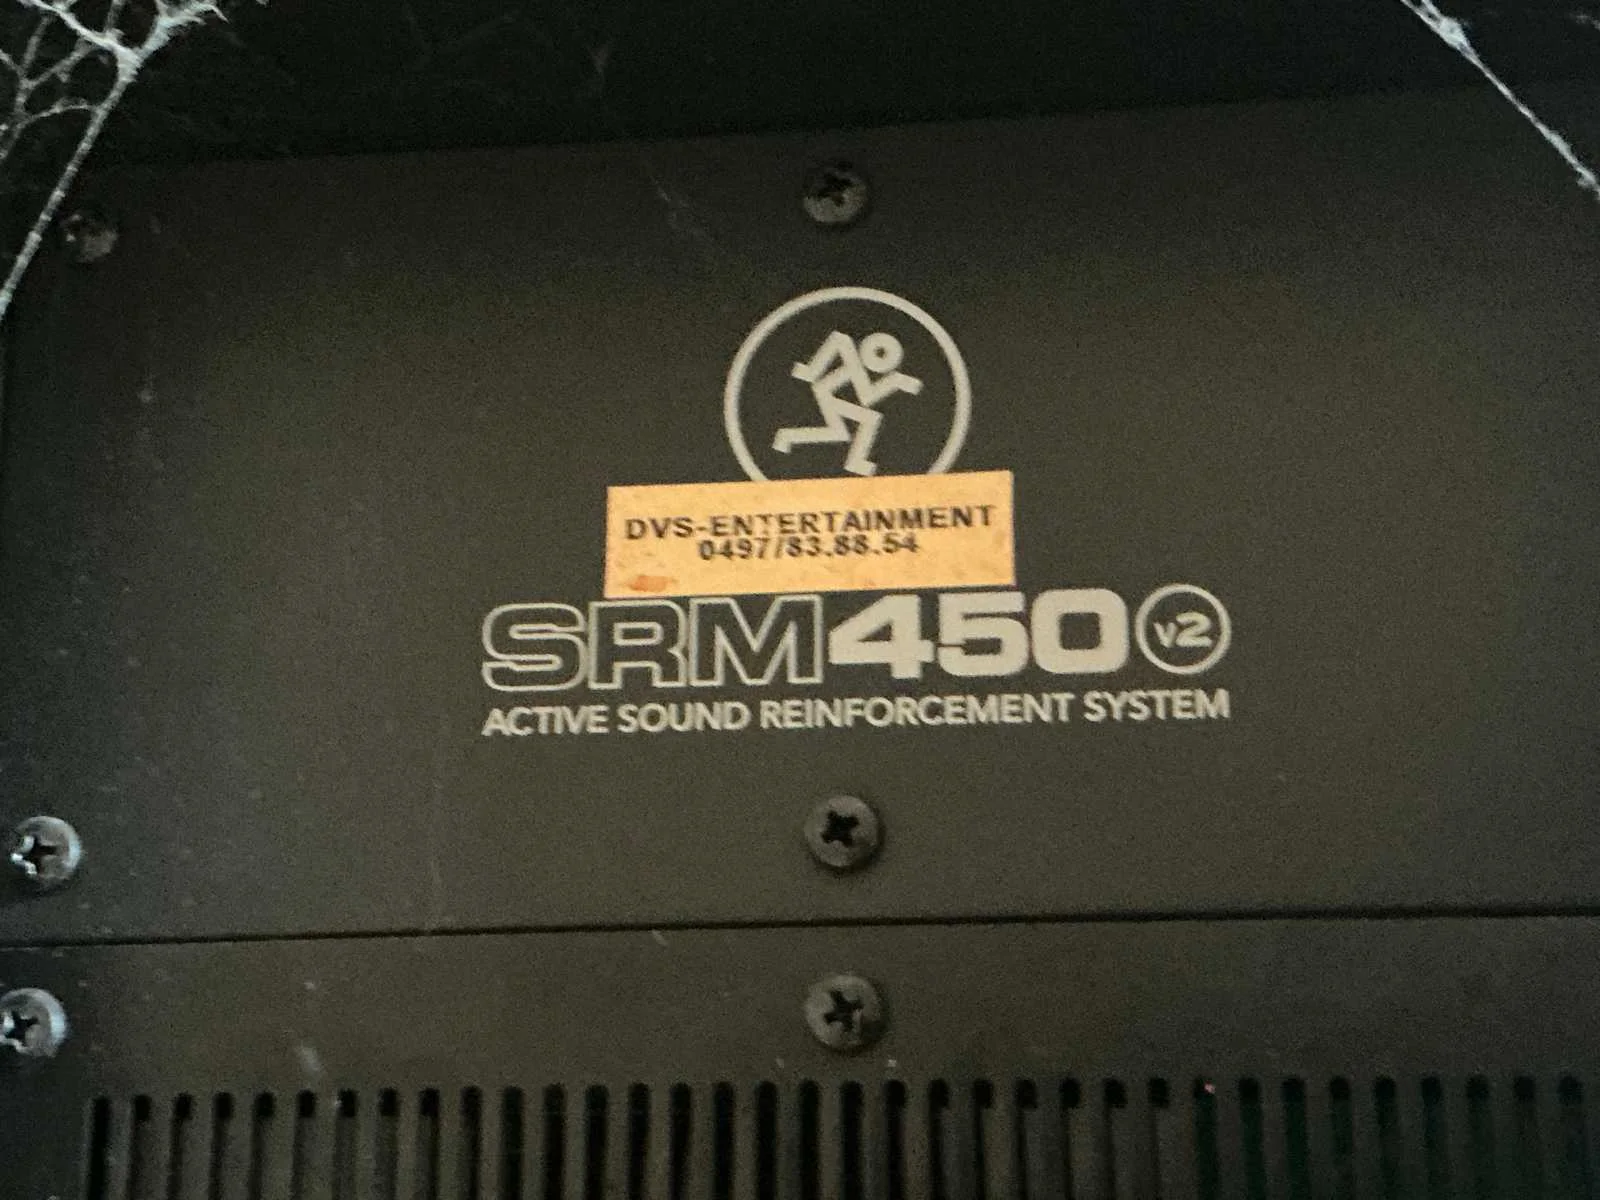 DVS-ENTERTAINMENT
0497/83.88.54
SRM450 v2
ACTIVE SOUND REINFORCEMENT SYSTEM